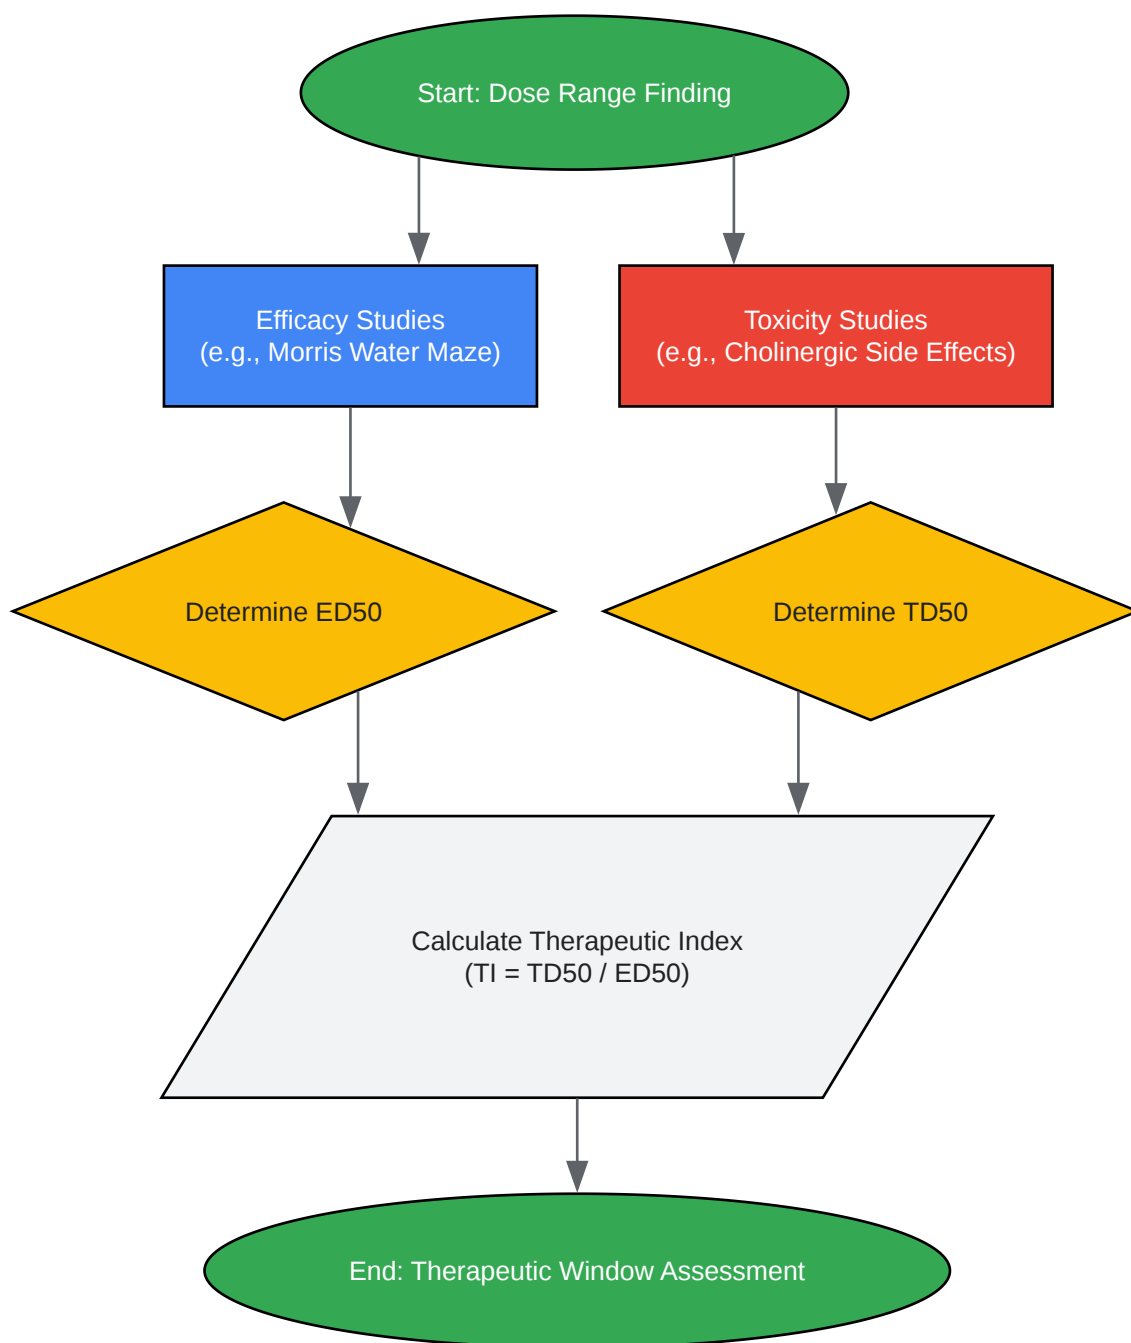 Start: Dose Range Finding
Efficacy Studies
(e.g., Morris Water Maze)
Toxicity Studies
(e.g., Cholinergic Side Effects)
Determine ED50
Determine TD50
Calculate Therapeutic Index
(TI = TD50 / ED50)
End: Therapeutic Window Assessment